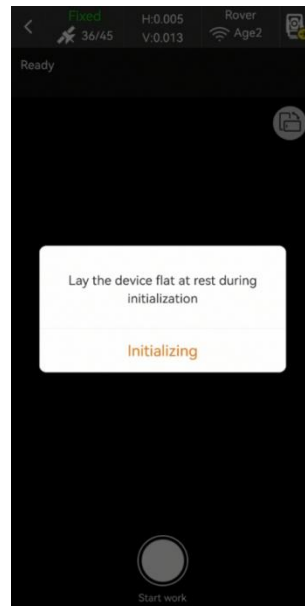 Fixed
36/45
H:0.005
V:0.013
Rover
Age2
Ready
Lay the device flat at rest during
initialization
Initializing
Start work